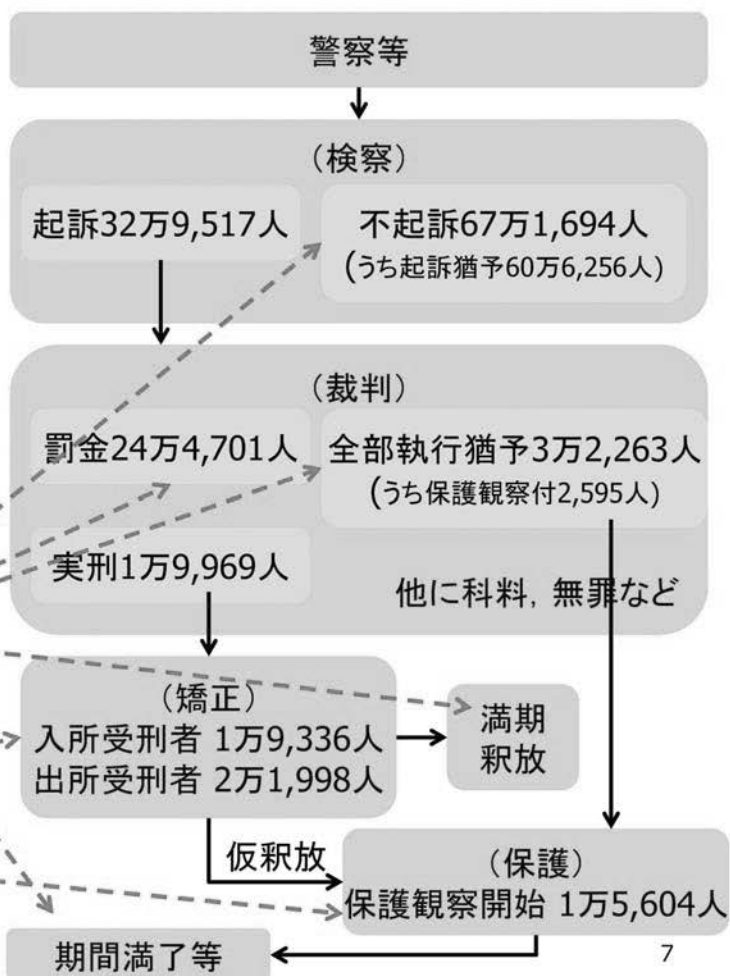 警察等
（検察）
起訴32万9,517人
不起訴67万1,694人
(うち起訴猶予60万6,256人)
（裁判）
罰金24万4,701人
全部執行猶予3万2,263人
(うち保護観察付2,595人)
実刑1万9,969人
他に科料，無罪など
（矯正）
入所受刑者 1万9,336人
出所受刑者 2万1,998人
満期
釈放
仮釈放
（保護）
保護観察開始 1万5,604人
期間満了等
7